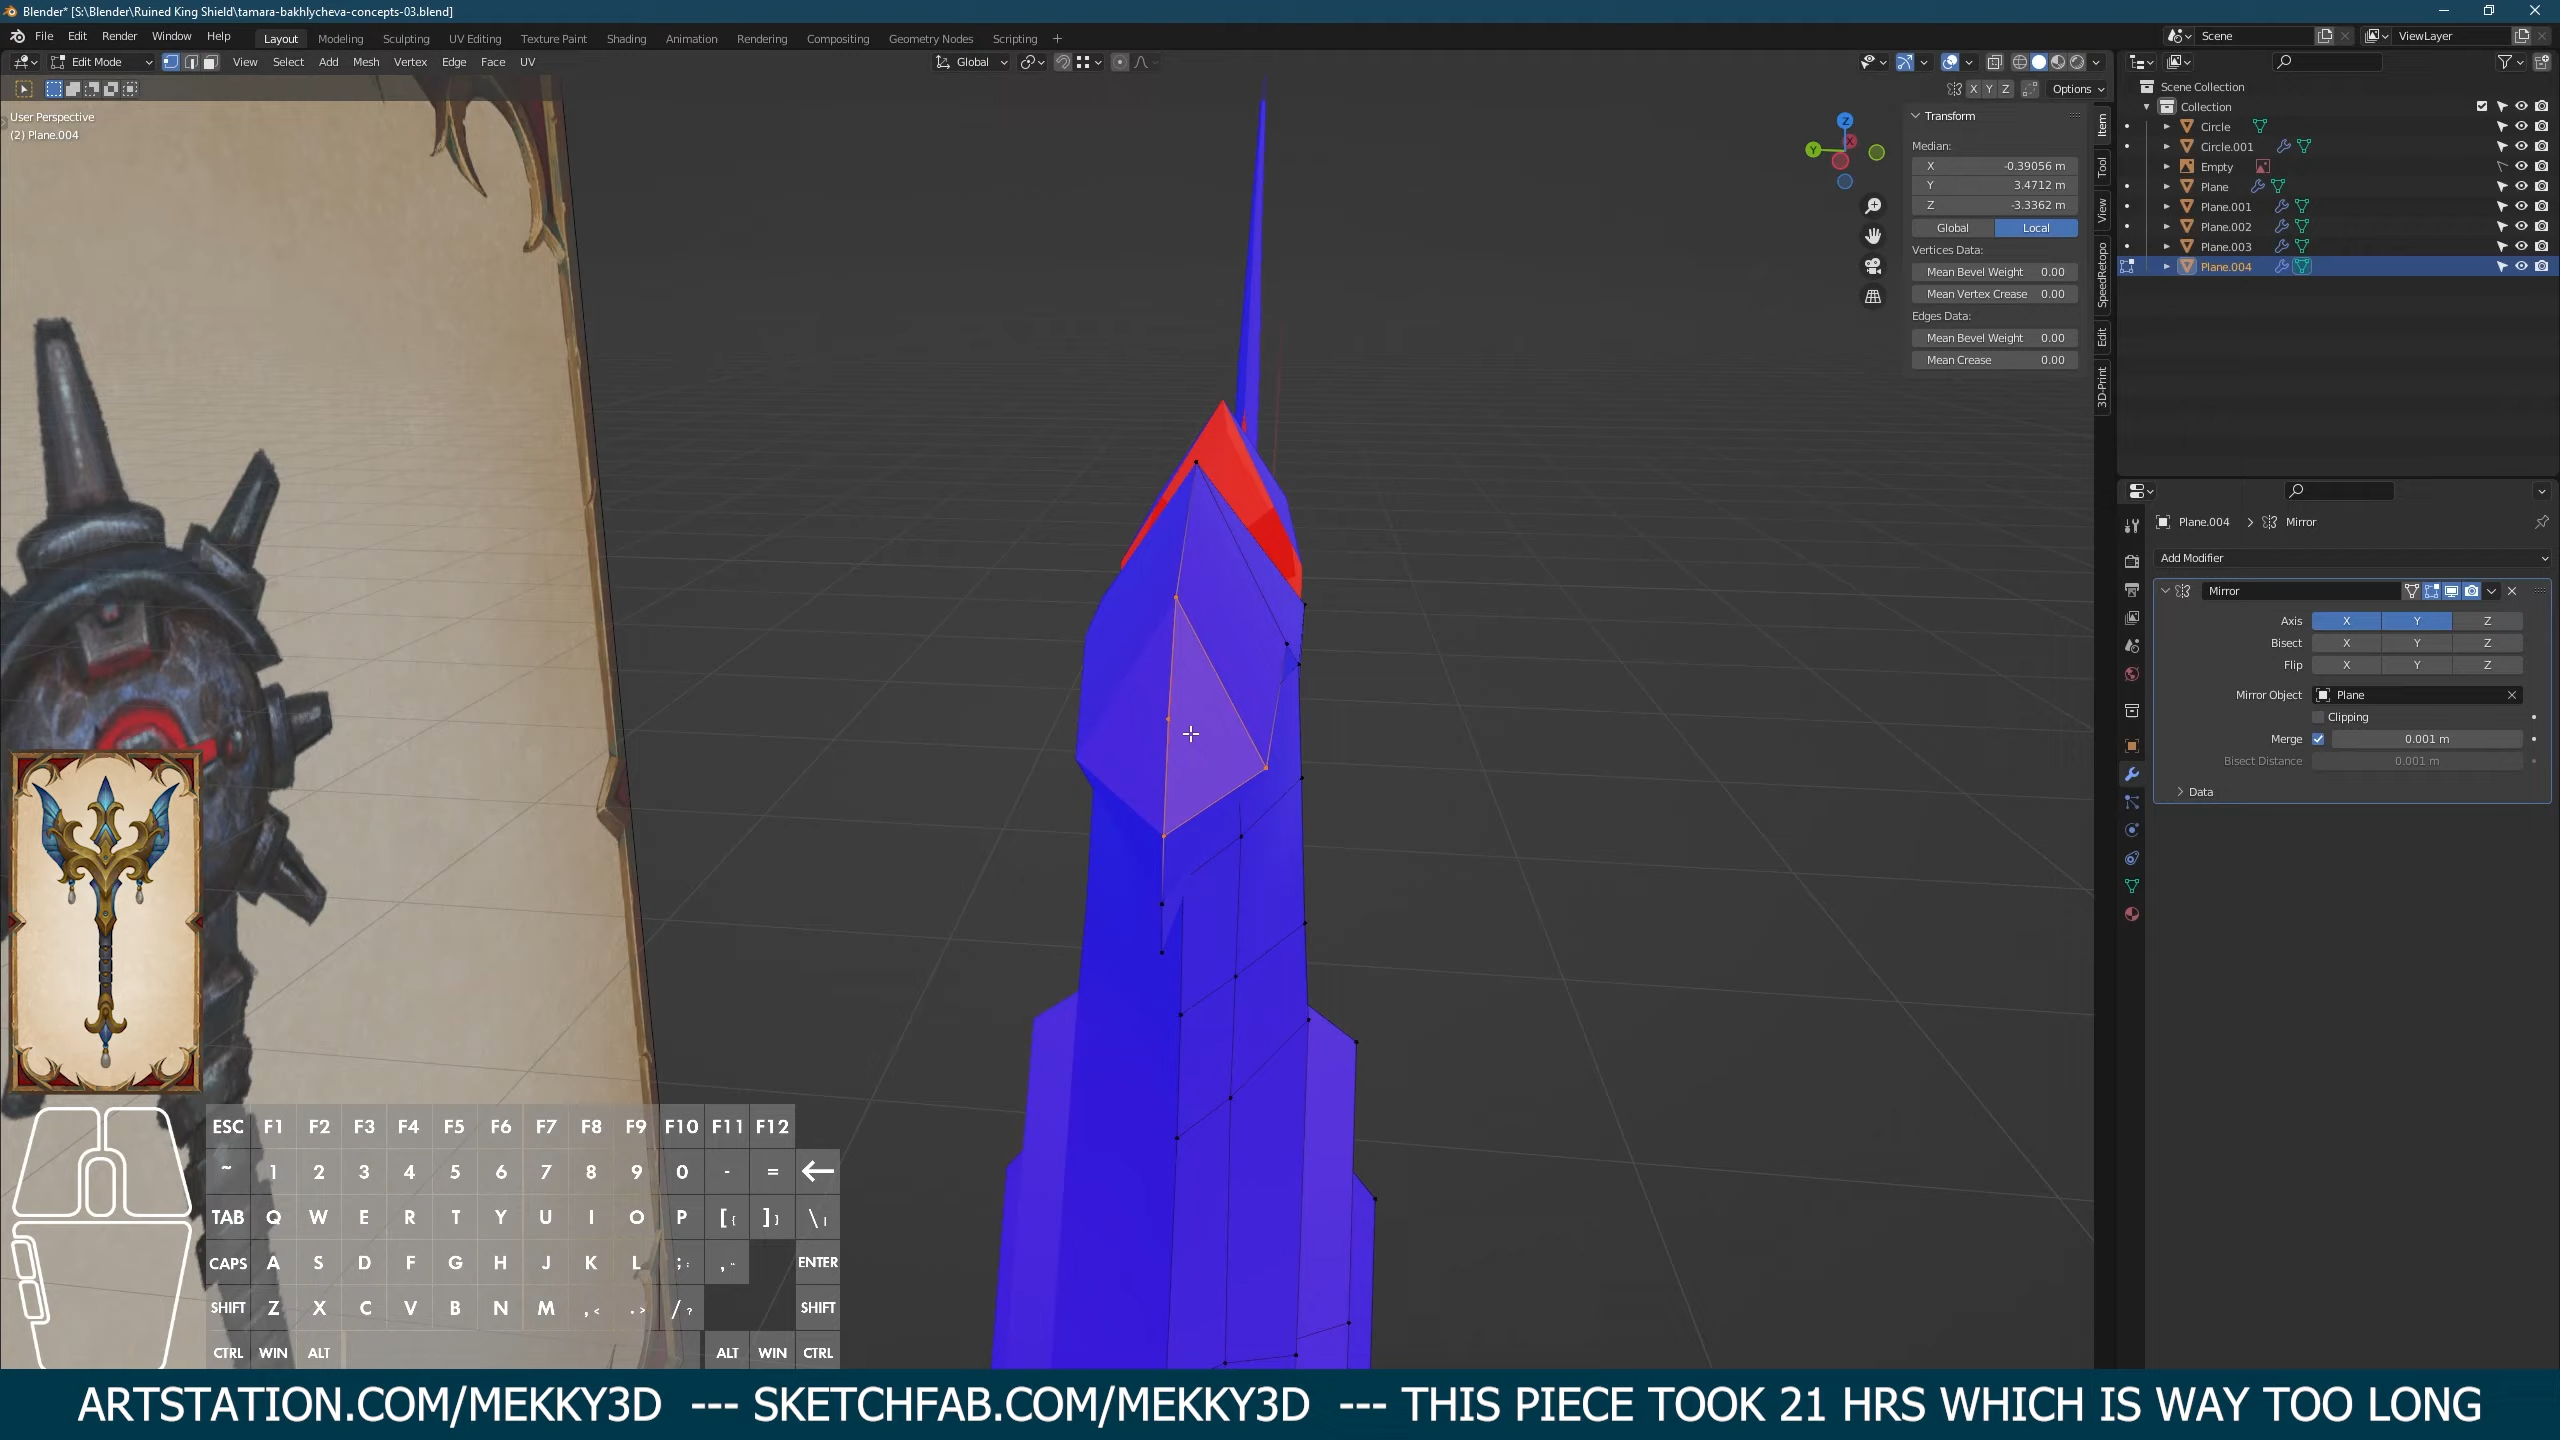 Blender* [S:\Blender\Ruined King Shield\tamara-bakhlycheva-concepts-03.blend]
File Edit Render Window Help Layout Modeling Sculpting UV Editing Texture Paint Shading Animation Rendering Compositing Geometry Nodes Scripting + Scene ViewLayer
Edit Mode View Select Add Mesh Vertex Edge Face UV Global
X Y Z Options
User Perspective
(2) Plane.004
Z
X
Y
Transform
Median:
X -0.39056 m
Y 3.4712 m
Z -3.3362 m
Global Local
Vertices Data:
Mean Bevel Weight 0.00
Mean Vertex Crease 0.00
Edges Data:
Mean Bevel Weight 0.00
Mean Crease 0.00
Item
Tool
View
SpeedRetopo
Edit
3D-Print
Scene Collection
Collection
Circle
Circle.001
Empty
Plane
Plane.001
Plane.002
Plane.003
Plane.004
Plane.004 > Mirror
Add Modifier
Mirror
Axis X Y Z
Bisect X Y Z
Flip X Y Z
Mirror Object Plane
Clipping
Merge 0.001 m
Bisect Distance 0.001 m
Data
ESC F1 F2 F3 F4 F5 F6 F7 F8 F9 F10 F11 F12
~ 1 2 3 4 5 6 7 8 9 0 - =
TAB Q W E R T Y U I O P [ { ] } \ |
CAPS A S D F G H J K L ; : , " ENTER
SHIFT Z X C V B N M , < . > / ? SHIFT
CTRL WIN ALT ALT WIN CTRL
ARTSTATION.COM/MEKKY3D --- SKETCHFAB.COM/MEKKY3D --- THIS PIECE TOOK 21 HRS WHICH IS WAY TOO LONG